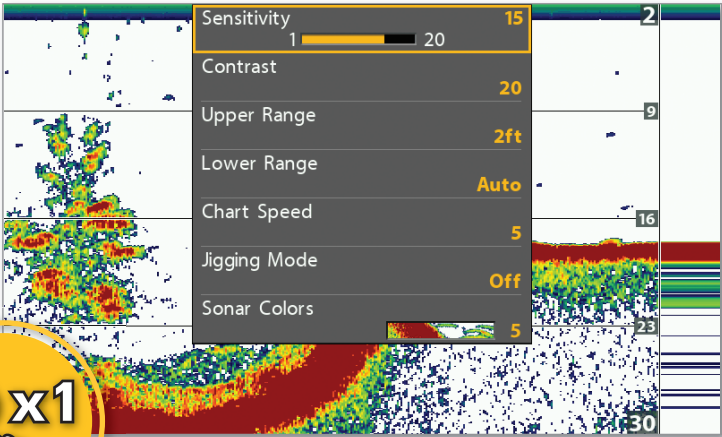 Sensitivity 15
1 20
Contrast
20
Upper Range
2ft
Lower Range
Auto
Chart Speed
5
Jigging Mode
Off
Sonar Colors
5
2
9
16
23
30
x1